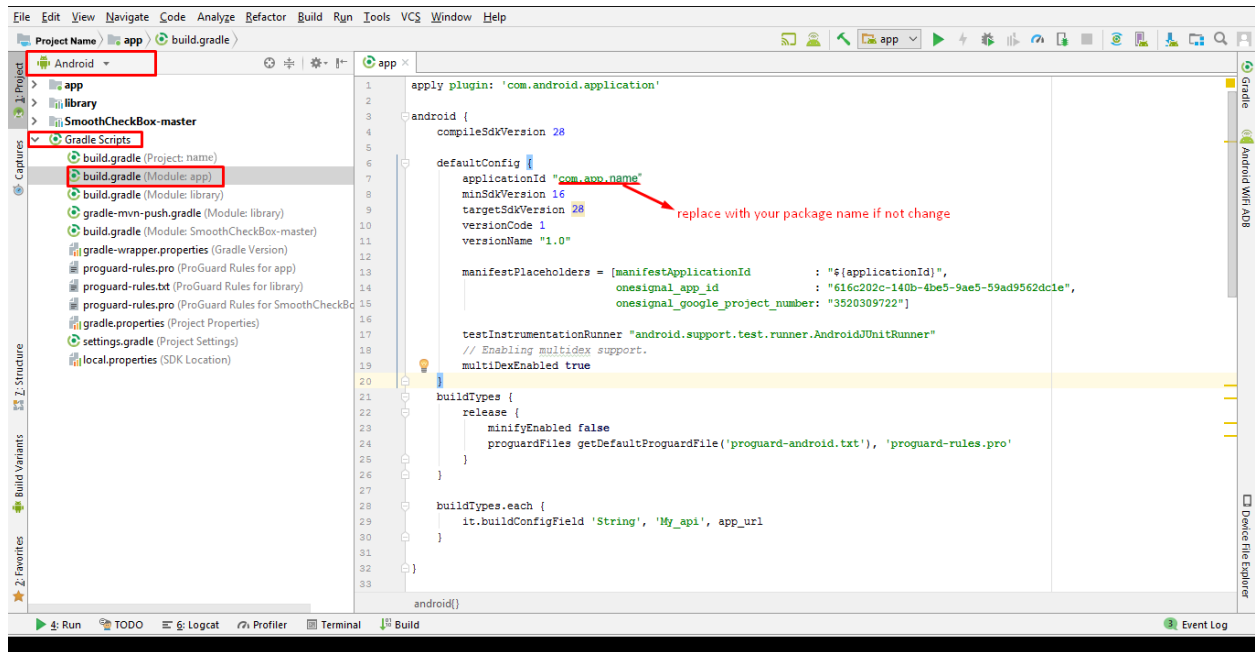 File Edit View Navigate Code Analyze Refactor Build Run Tools VCS Window Help
Project Name app build.gradle app
Android app
1: Project
Captures
Z: Structure
Build Variants
2: Favorites
app
library
SmoothCheckBox-master
Gradle Scripts
build.gradle (Project: name)
build.gradle (Module: app)
build.gradle (Module: library)
gradle-mvn-push.gradle (Module: library)
build.gradle (Module: SmoothCheckBox-master)
gradle-wrapper.properties (Gradle Version)
proguard-rules.pro (ProGuard Rules for app)
proguard-rules.txt (ProGuard Rules for library)
proguard-rules.pro (ProGuard Rules for SmoothCheckBo
gradle.properties (Project Properties)
settings.gradle (Project Settings)
local.properties (SDK Location)
1 apply plugin: 'com.android.application'
2
3 android {
4 compileSdkVersion 28
5
6 defaultConfig {
7 applicationId "com.app.name"
8 minSdkVersion 16
9 targetSdkVersion 28
replace with your package name if not change
10 versionCode 1
11 versionName "1.0"
12
13 manifestPlaceholders = [manifestApplicationId : "${applicationId}",
14 onesignal_app_id : "616c202c-140b-4be5-9ae5-59ad9562dc1e",
15 onesignal_google_project_number: "3520309722"]
16
17 testInstrumentationRunner "android.support.test.runner.AndroidJUnitRunner"
18 // Enabling multidex support.
19 multiDexEnabled true
20 }
21 buildTypes {
22 release {
23 minifyEnabled false
24 proguardFiles getDefaultProguardFile('proguard-android.txt'), 'proguard-rules.pro'
25 }
26 }
27
28 buildTypes.each {
29 it.buildConfigField 'String', 'My_api', app_url
30 }
31
32 }
33
android{}
Gradle
Android WiFi ADB
Device File Explorer
4: Run TODO 6: Logcat Profiler Terminal Build 3 Event Log